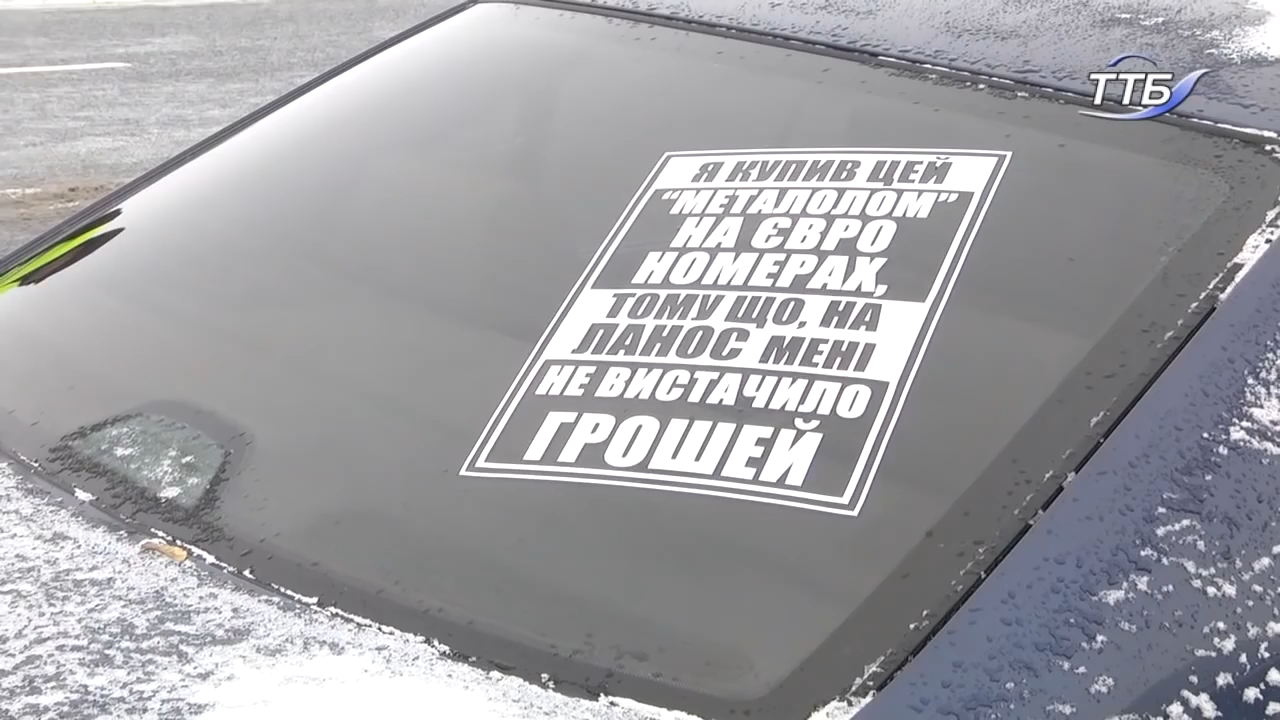 ТТБ
Я КУПИВ ЦЕЙ
“МЕТАЛОЛОМ”
НА ЄВРО
НОМЕРАХ,
ТОМУ ЩО, НА
ЛАНОС МЕНІ
НЕ ВИСТАЧИЛО
ГРОШЕЙ